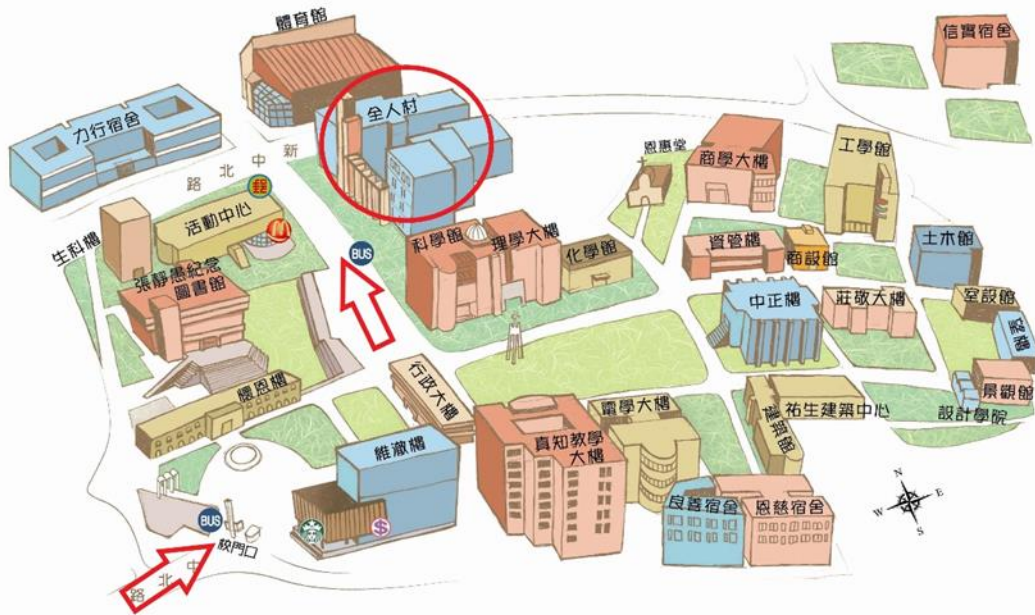 體育館
信實宿舍
全人村
力行宿舍
新中北路
郵
活動中心
M
生科樓
張靜愚紀念
圖書館
BUS
科學館
理學大樓
化學館
恩惠堂
商學大樓
工學館
資管樓
商設館
土木館
中正樓
莊敬大樓
室設館
景觀館
設計學院
懷恩樓
行政大樓
維澈樓
真知教學
大樓
電學大樓
建築館
祐生建築中心
良善宿舍
恩慈宿舍
BUS
校門口
$
中北路
N
W
E
S